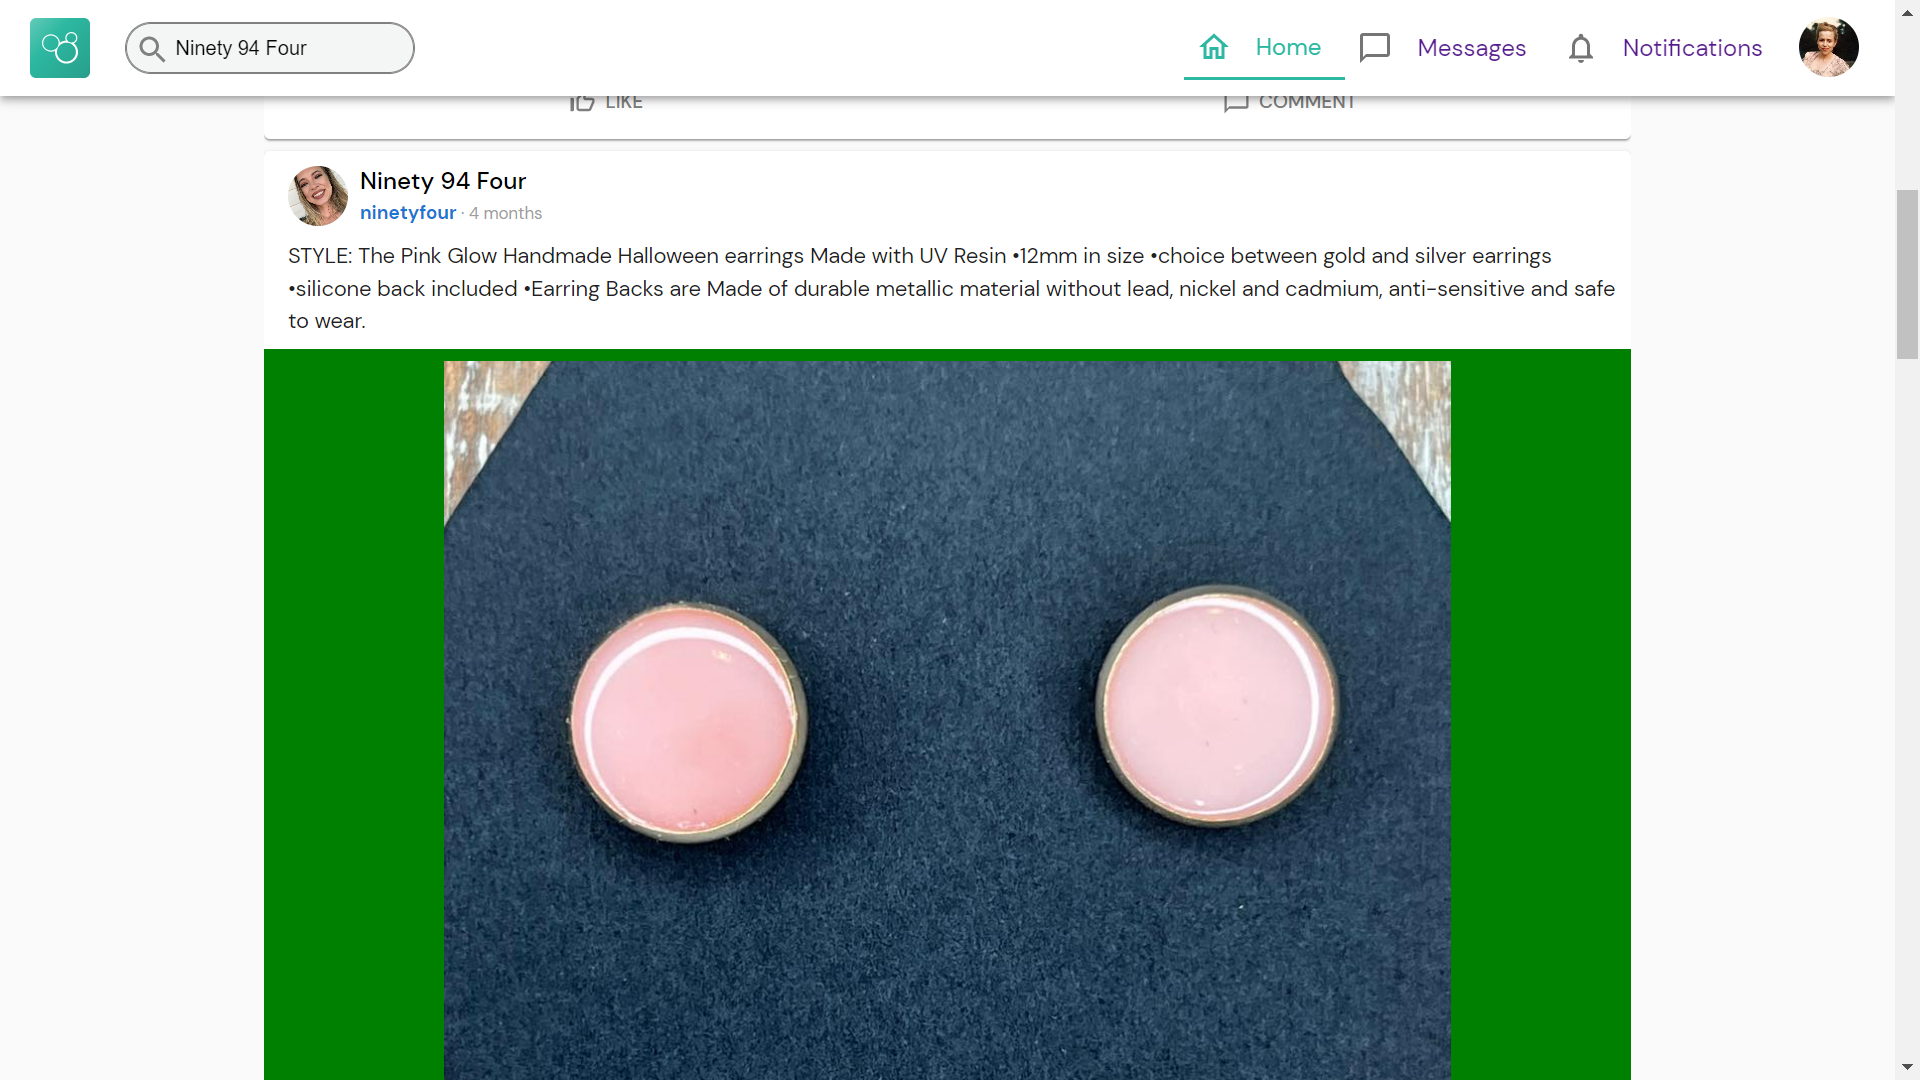 Ninety 94 Four
Home
Messages
Notifications
LIKE
COMMENT
Ninety 94 Four
ninetyfour · 4 months
STYLE: The Pink Glow Handmade Halloween earrings Made with UV Resin •12mm in size •choice between gold and silver earrings
•silicone back included •Earring Backs are Made of durable metallic material without lead, nickel and cadmium, anti-sensitive and safe
to wear.